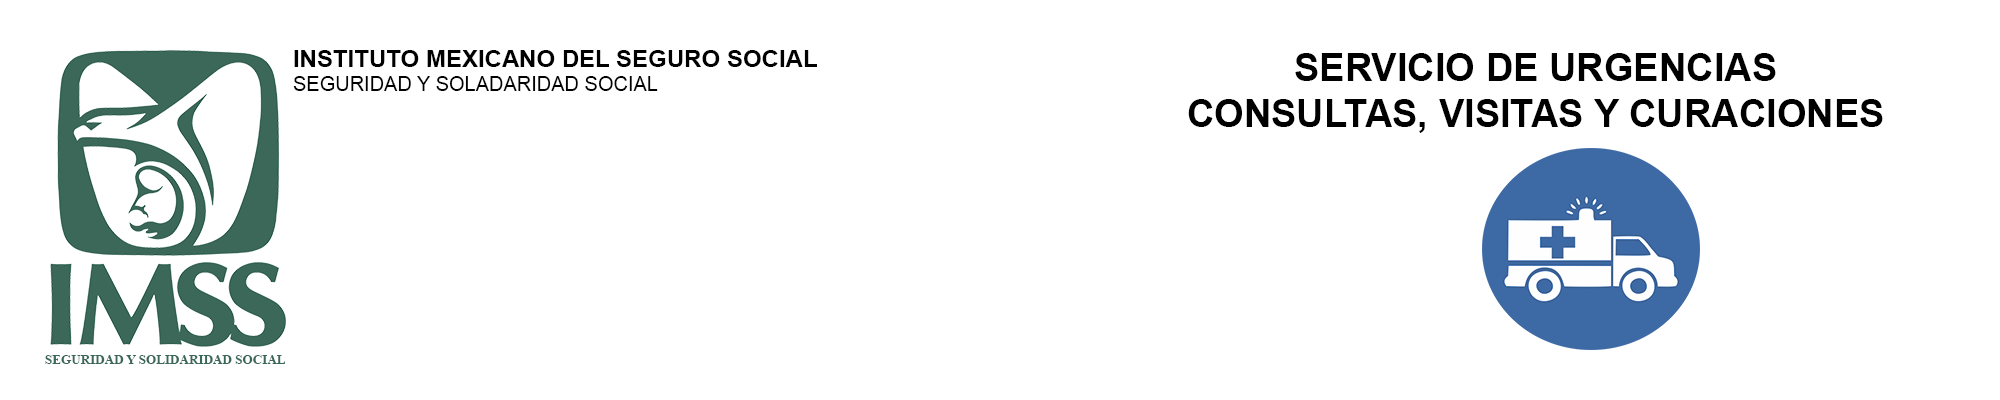 INSTITUTO MEXICANO DEL SEGURO SOCIAL
SEGURIDAD Y SOLADARIDAD SOCIAL
IMSS
SEGURIDAD Y SOLIDARIDAD SOCIAL
SERVICIO DE URGENCIAS
CONSULTAS, VISITAS Y CURACIONES